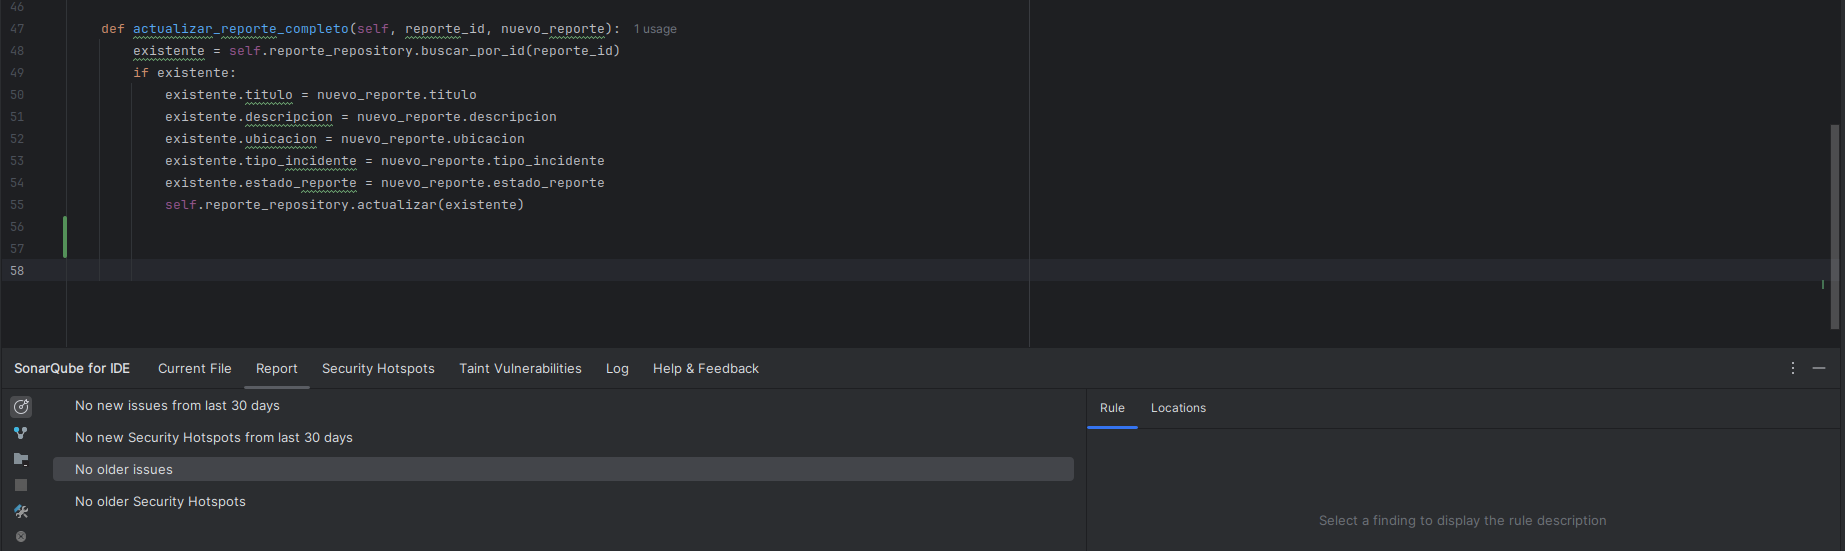 46
47 def actualizar_reporte_completo(self, reporte_id, nuevo_reporte): 1 usage
48 existente = self.reporte_repository.buscar_por_id(reporte_id)
49 if existente:
50 existente.titulo = nuevo_reporte.titulo
51 existente.descripcion = nuevo_reporte.descripcion
52 existente.ubicacion = nuevo_reporte.ubicacion
53 existente.tipo_incidente = nuevo_reporte.tipo_incidente
54 existente.estado_reporte = nuevo_reporte.estado_reporte
55 self.reporte_repository.actualizar(existente)
56
57
58
SonarQube for IDE Current File Report Security Hotspots Taint Vulnerabilities Log Help & Feedback
No new issues from last 30 days
No new Security Hotspots from last 30 days
No older issues
No older Security Hotspots
Rule Locations
Select a finding to display the rule description